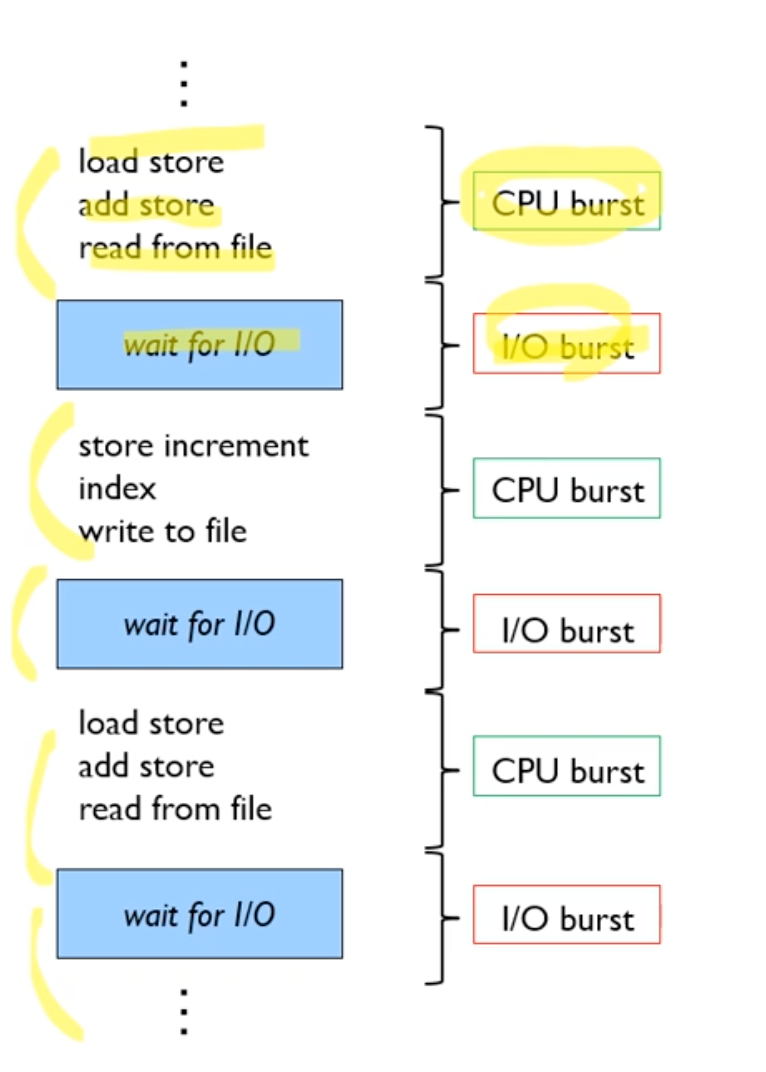 load store
add store
read from file
CPU burst
wait for I/O
I/O burst
store increment
index
write to file
CPU burst
wait for I/O
I/O burst
load store
add store
read from file
CPU burst
wait for I/O
I/O burst